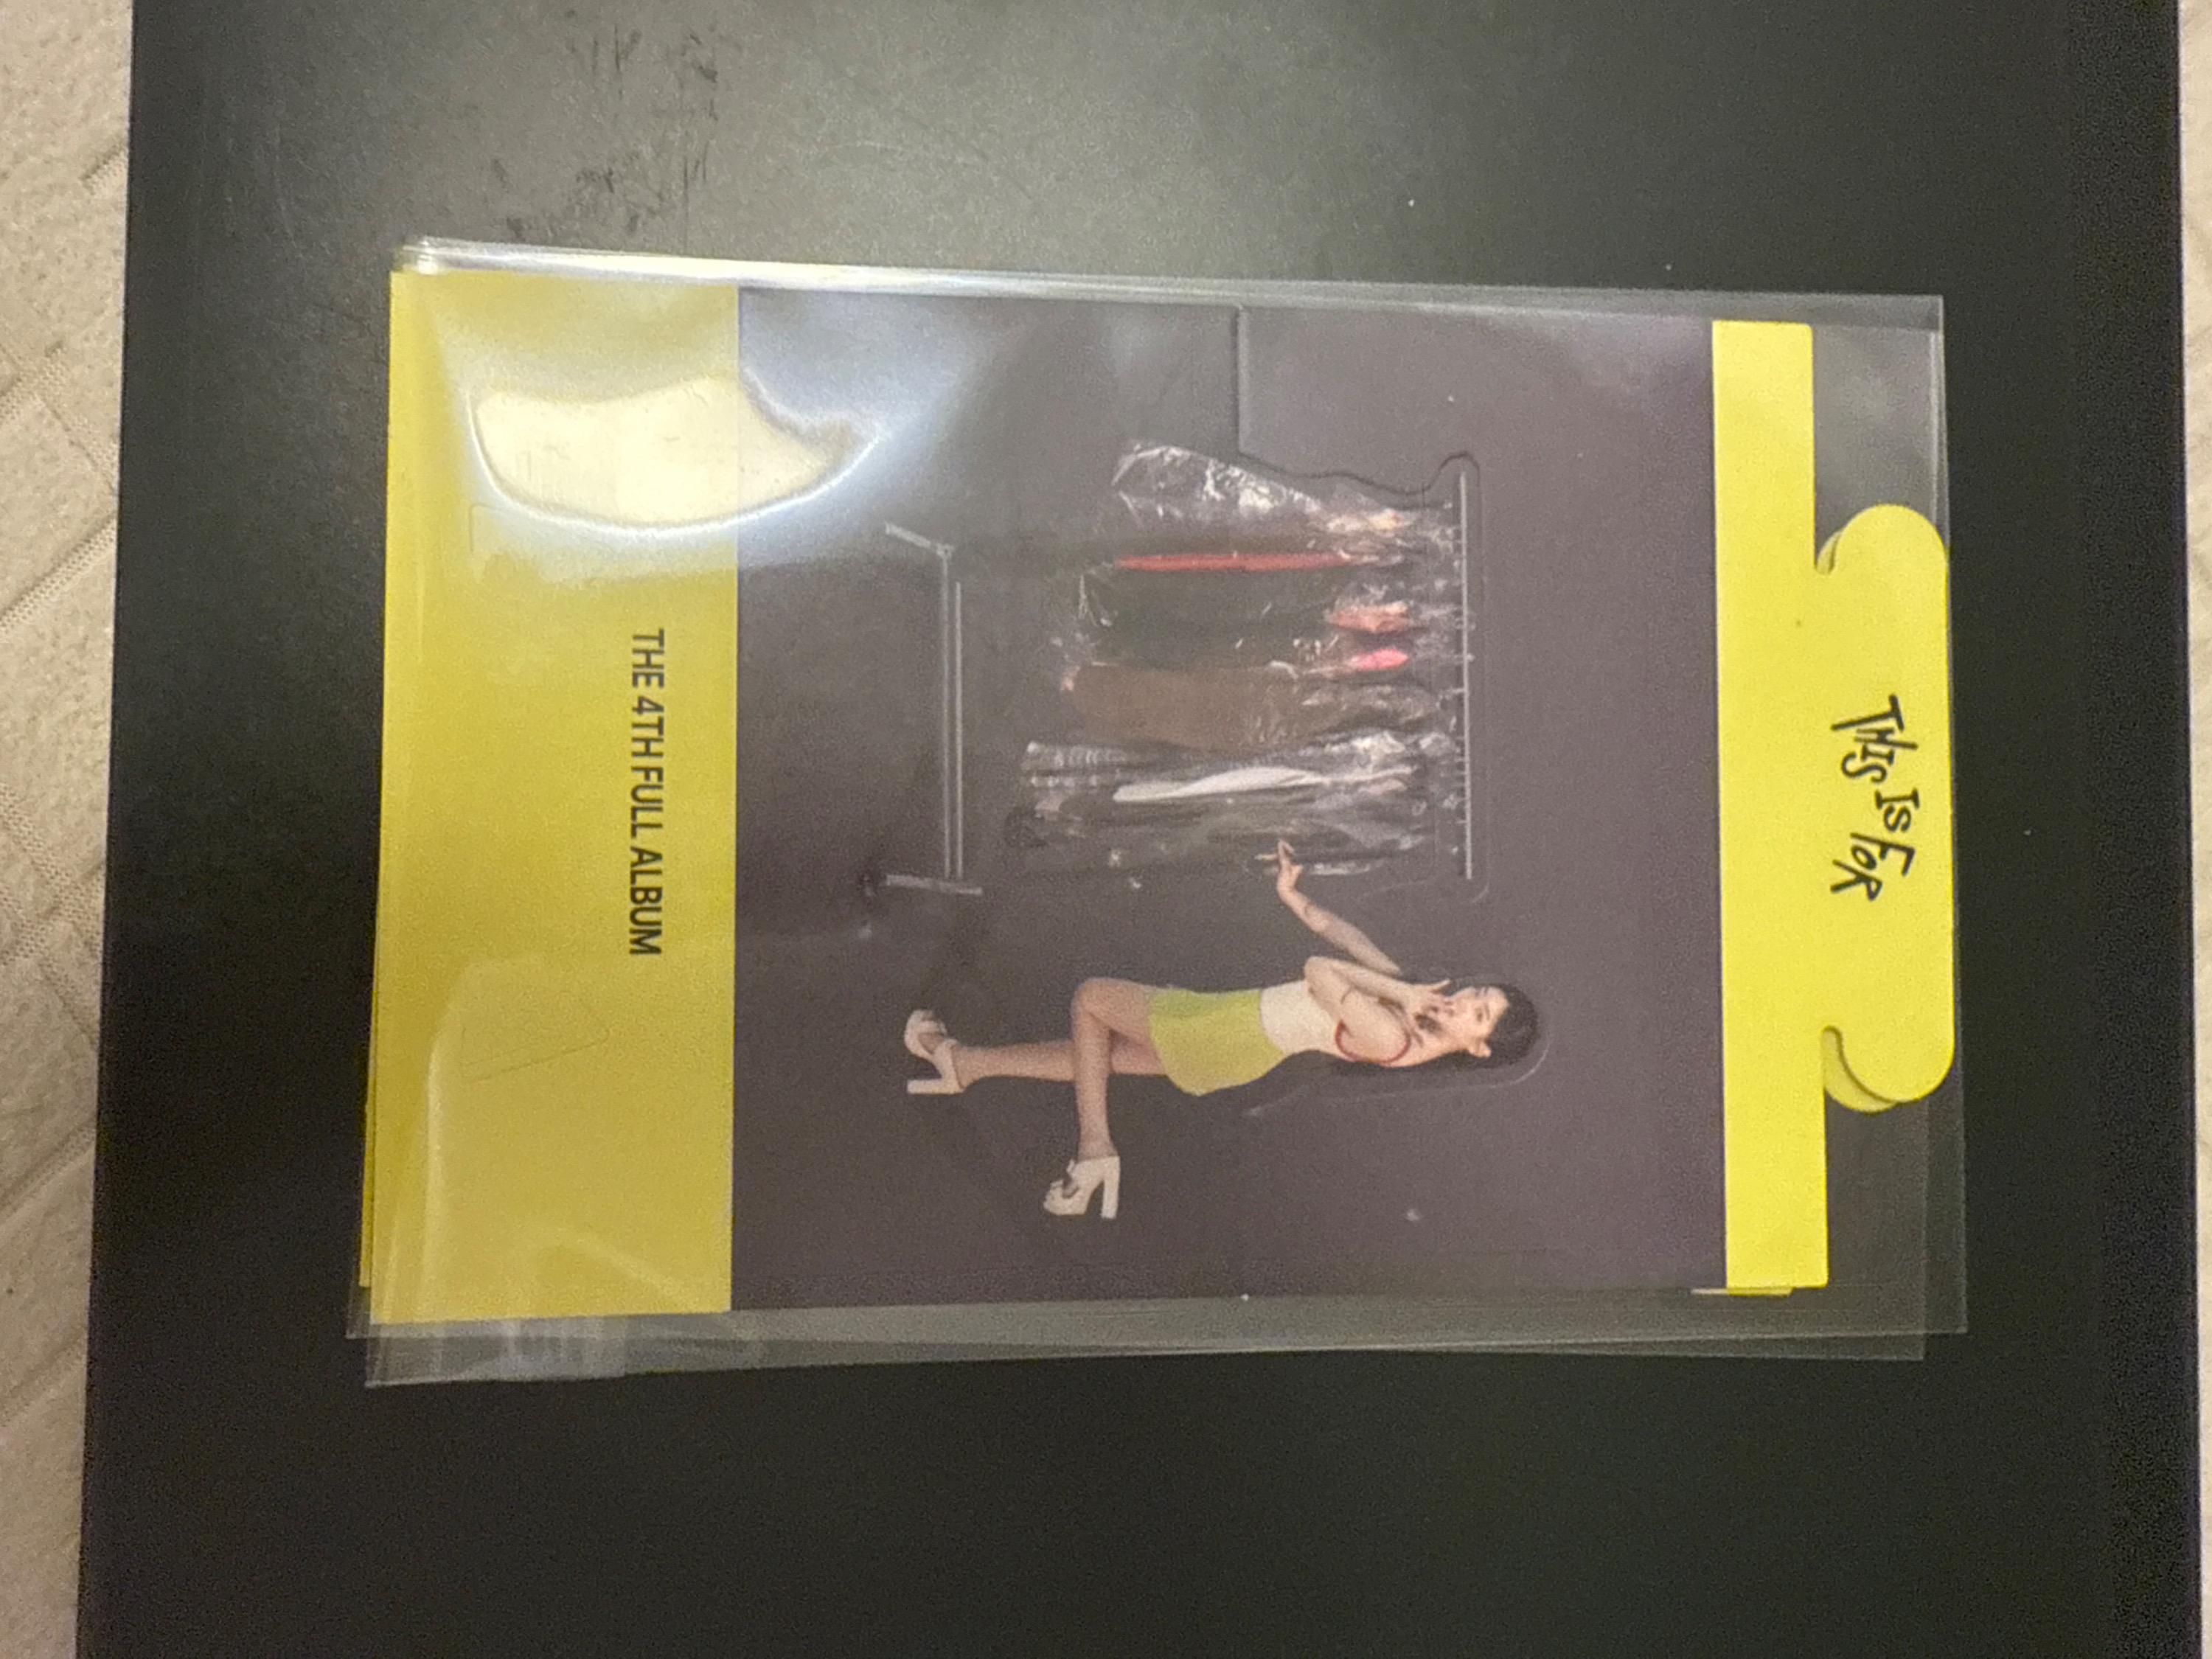 THIS IS FOR
THE 4TH FULL ALBUM